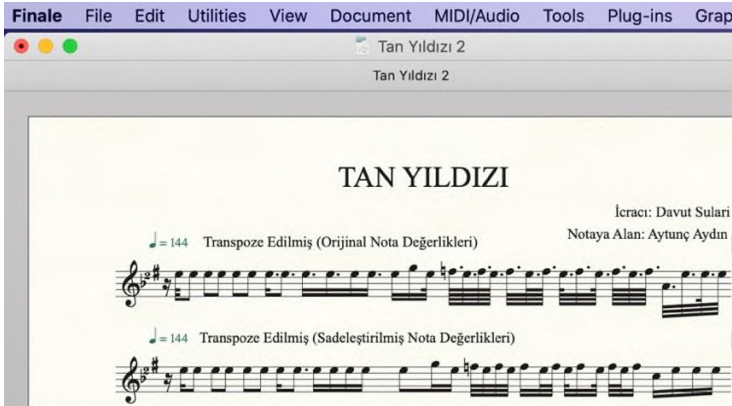 Finale File Edit Utilities View Document MIDI/Audio Tools Plug-ins Grap
Tan Yıldızı 2
Tan Yıldızı 2
TAN YILDIZI
İcracı: Davut Sulari
Notaya Alan: Aytunç Aydın
= 144 Transpoze Edilmiş (Orijinal Nota Değerlikleri)
= 144 Transpoze Edilmiş (Sadeleştirilmiş Nota Değerlikleri)